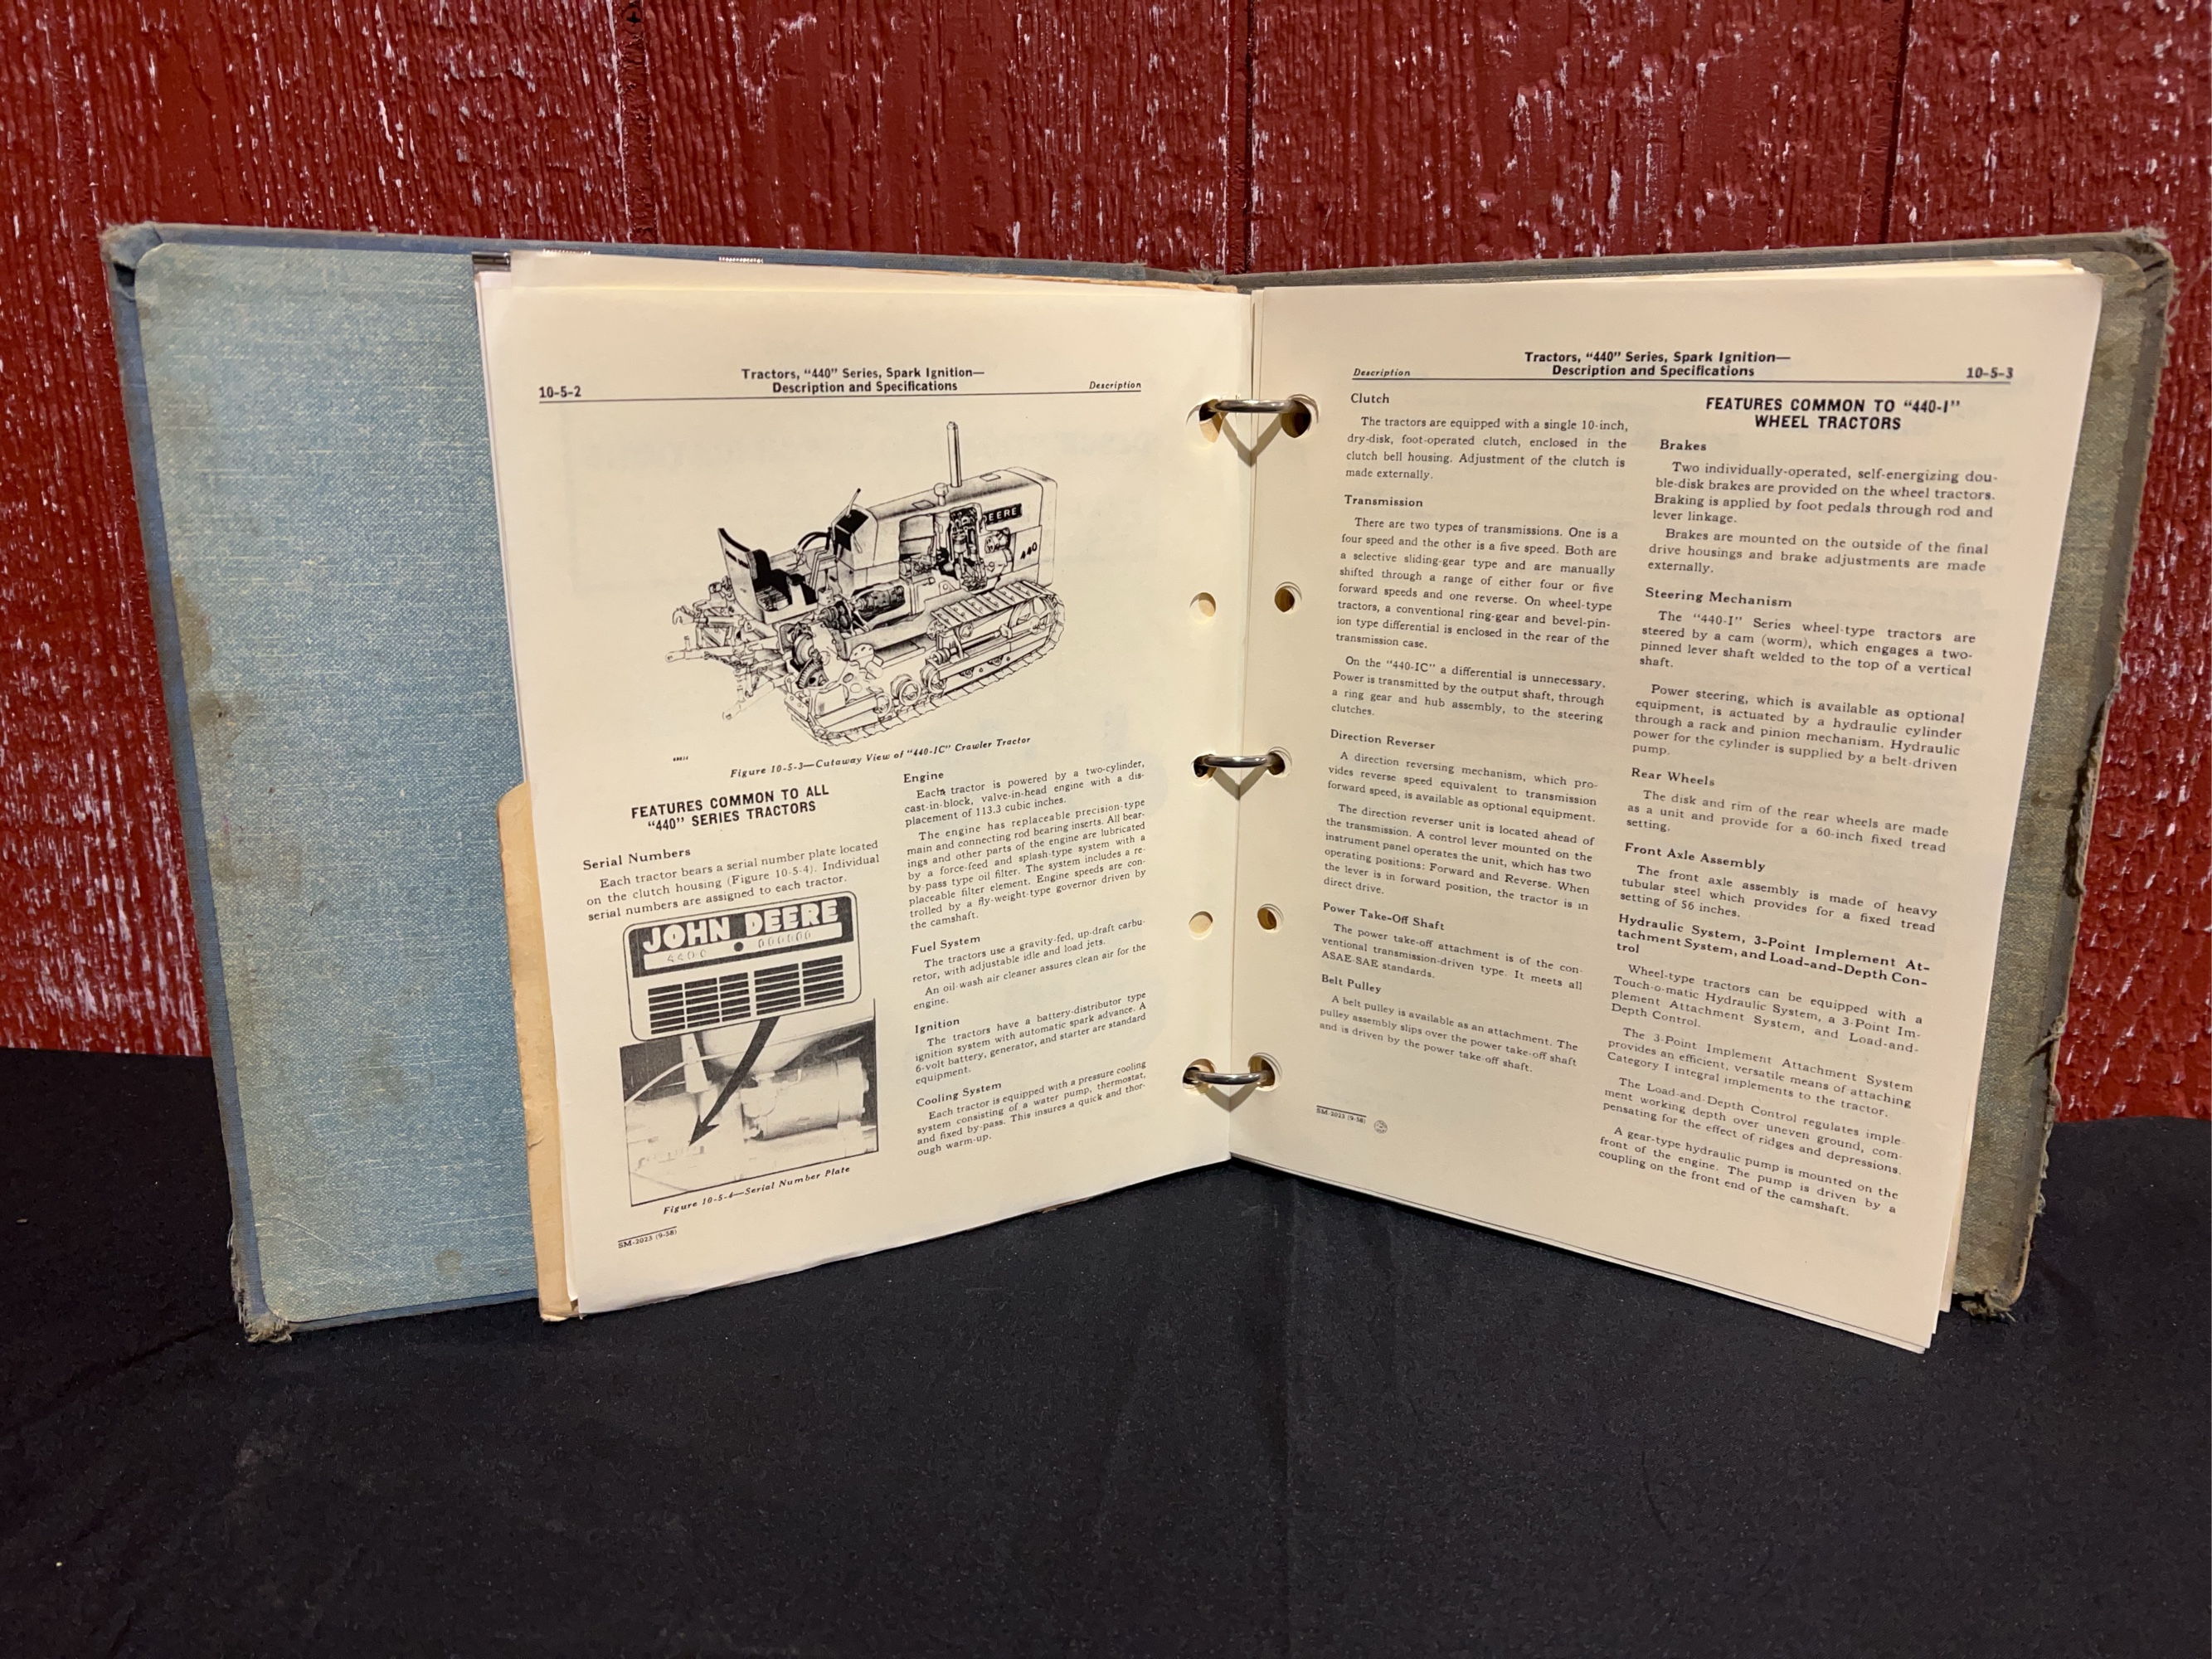 10-5-2
Tractors, "440" Series, Spark Ignition—
Description and Specifications
Description
DEERE
440
Figure 10-5-3—Cutaway View of "440-IC" Crawler Tractor
FEATURES COMMON TO ALL
"440" SERIES TRACTORS
Serial Numbers
Each tractor bears a serial number plate located
on the clutch housing (Figure 10-5-4). Individual
serial numbers are assigned to each tractor.
JOHN DEERE
000000
4400
Figure 10-5-4—Serial Number Plate
SM-2023 (9-58)
Engine
Each tractor is powered by a two-cylinder,
cast-in-block, valve-in-head engine with a dis-
placement of 113.3 cubic inches.
The engine has replaceable precision-type
main and connecting rod bearing inserts. All bear-
ings and other parts of the engine are lubricated
by a force-feed and splash-type system with a
by-pass type oil filter. The system includes a re-
placeable filter element. Engine speeds are con-
trolled by a fly-weight-type governor driven by
the camshaft.
Fuel System
The tractors use a gravity-fed, up-draft carbu-
retor, with adjustable idle and load jets.
An oil-wash air cleaner assures clean air for the
engine.
Ignition
The tractors have a battery-distributor type
ignition system with automatic spark advance. A
6-volt battery, generator, and starter are standard
equipment.
Cooling System
Each tractor is equipped with a pressure cooling
system consisting of a water pump, thermostat,
and fixed by-pass. This insures a quick and thor-
ough warm-up.
Description
Tractors, "440" Series, Spark Ignition—
Description and Specifications
10-5-3
Clutch
The tractors are equipped with a single 10-inch,
dry-disk, foot-operated clutch, enclosed in the
clutch bell housing. Adjustment of the clutch is
made externally.
Transmission
There are two types of transmissions. One is a
four speed and the other is a five speed. Both are
a selective sliding-gear type and are manually
shifted through a range of either four or five
forward speeds and one reverse. On wheel-type
tractors, a conventional ring-gear and bevel-pin-
ion type differential is enclosed in the rear of the
transmission case.
On the "440-IC" a differential is unnecessary.
Power is transmitted by the output shaft, through
a ring gear and hub assembly, to the steering
clutches.
Direction Reverser
A direction reversing mechanism, which pro-
vides reverse speed equivalent to transmission
forward speed, is available as optional equipment.
The direction reverser unit is located ahead of
the transmission. A control lever mounted on the
instrument panel operates the unit, which has two
operating positions: Forward and Reverse. When
the lever is in forward position, the tractor is in
direct drive.
Power Take-Off Shaft
The power take-off attachment is of the con-
ventional transmission-driven type. It meets all
ASAE-SAE standards.
Belt Pulley
A belt pulley is available as an attachment. The
pulley assembly slips over the power take-off shaft
and is driven by the power take-off shaft.
SM-2023 (9-58)
FEATURES COMMON TO "440-I"
WHEEL TRACTORS
Brakes
Two individually-operated, self-energizing dou-
ble-disk brakes are provided on the wheel tractors.
Braking is applied by foot pedals through rod and
lever linkage.
Brakes are mounted on the outside of the final
drive housings and brake adjustments are made
externally.
Steering Mechanism
The "440-I" Series wheel-type tractors are
steered by a cam (worm), which engages a two-
pinned lever shaft welded to the top of a vertical
shaft.
Power steering, which is available as optional
equipment, is actuated by a hydraulic cylinder
through a rack and pinion mechanism. Hydraulic
power for the cylinder is supplied by a belt-driven
pump.
Rear Wheels
The disk and rim of the rear wheels are made
as a unit and provide for a 60-inch fixed tread
setting.
Front Axle Assembly
The front axle assembly is made of heavy
tubular steel which provides for a fixed tread
setting of 56 inches.
Hydraulic System, 3-Point Implement At-
tachment System, and Load-and-Depth Con-
trol
Wheel-type tractors can be equipped with a
Touch-o-matic Hydraulic System, a 3-Point Im-
plement Attachment System, and Load-and-
Depth Control.
The 3-Point Implement Attachment System
provides an efficient, versatile means of attaching
Category I integral implements to the tractor.
The Load-and-Depth Control regulates imple-
ment working depth over uneven ground, com-
pensating for the effect of ridges and depressions.
A gear-type hydraulic pump is mounted on the
front of the engine. The pump is driven by a
coupling on the front end of the camshaft.